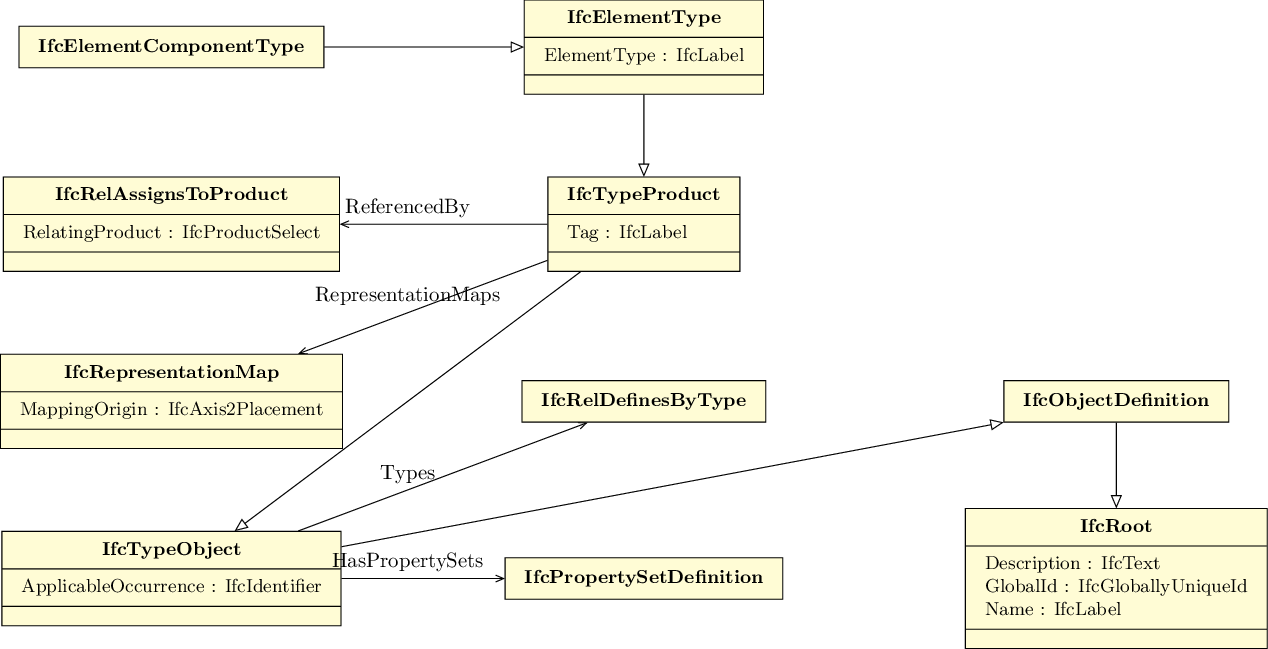 IfcElementType
IfcElementComponentType
ElementType : IfcLabel
IfcRelAssignsToProduct
IfcTypeProduct
ReferencedBy
RelatingProduct : IfcProductSelect
Tag : IfcLabel
RepresentationMaps
IfcRepresentationMap
IfcRelDefinesByType
IfcObjectDefinition
MappingOrigin : IfcAxis2Placement
Types
IfcRoot
IfcTypeObject
HasPropertySets
Description : IfcText
IfcPropertySetDefinition
ApplicableOccurrence : IfcIdentifier
GlobalId : IfcGloballyUniqueId
Name : IfcLabel